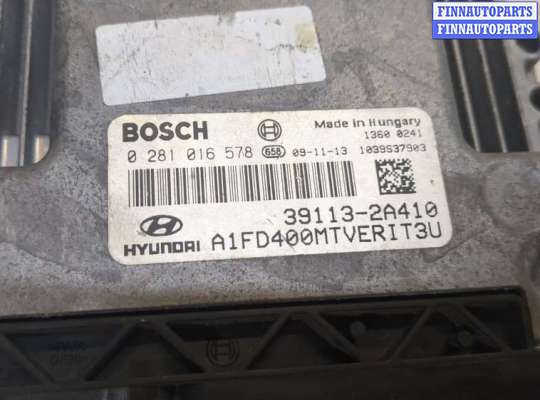 FINNAUTOPARTS
FINNAUTOPARTS
FINNAUTOPARTS
BOSCH
Made in Hungary
1360 0241
0 281 016 578 658 09-11-13 1039S37903
39113-2A410
HYUNDAI A1FD400MTVERIT3U